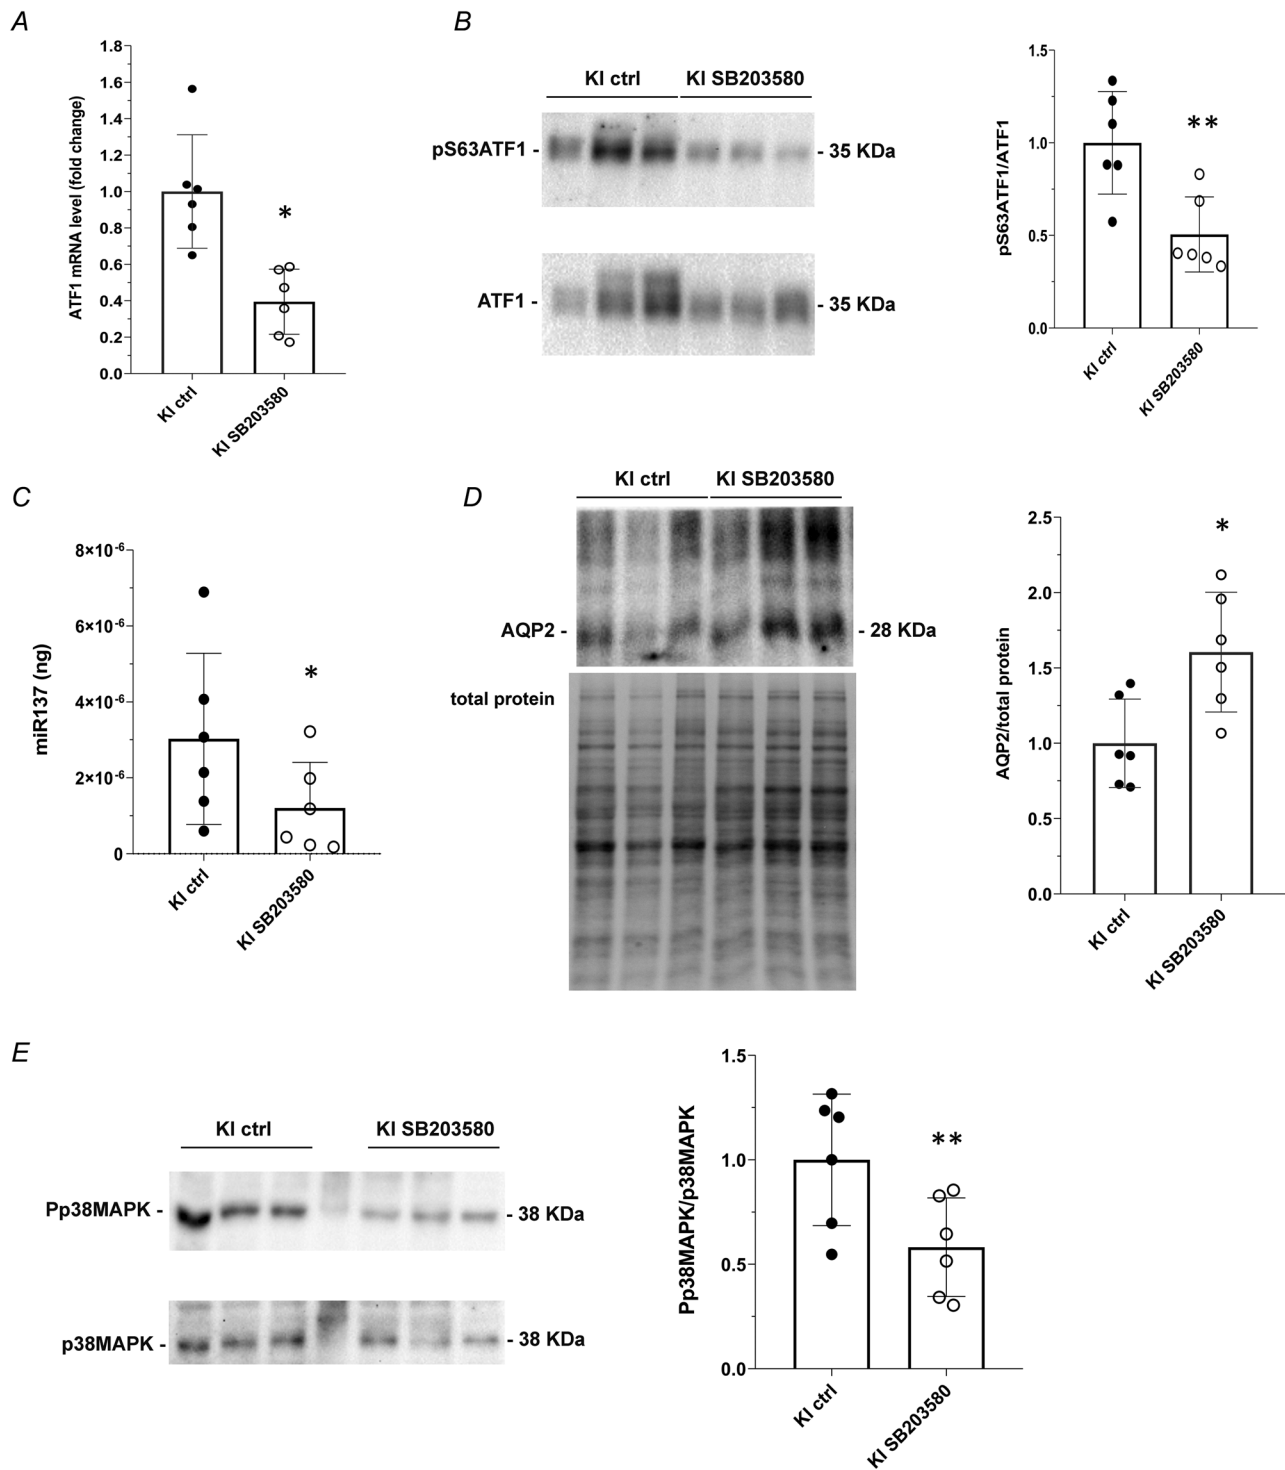 A
1.8
1.6
1.4
1.2
1.0
0.8
0.6
0.4
0.2
0.0
ATF1 mRNA level (fold change)
*
KI ctrl
KI SB203580
B
KI ctrl KI SB203580
pS63ATF1 - - 35 KDa
ATF1 - - 35 KDa
1.5
1.0
0.5
0.0
pS63ATF1/ATF1
**
KI ctrl
KI SB203580
C
8×10⁻⁶
6×10⁻⁶
4×10⁻⁶
2×10⁻⁶
0
miR137 (ng)
*
KI ctrl
KI SB203580
D
KI ctrl KI SB203580
AQP2 - - 28 KDa
total protein
2.5
2.0
1.5
1.0
0.5
0.0
AQP2/total protein
*
KI ctrl
KI SB203580
E
KI ctrl KI SB203580
Pp38MAPK - - 38 KDa
p38MAPK - - 38 KDa
1.5
1.0
0.5
0.0
Pp38MAPK/p38MAPK
**
KI ctrl
KI SB203580